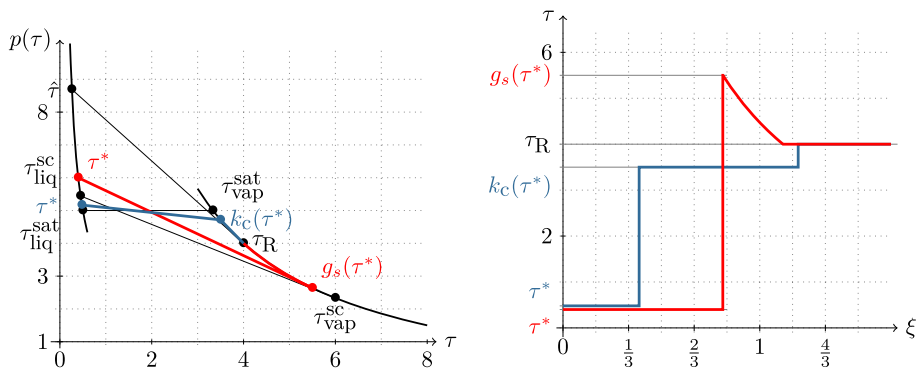 p(τ)
τ̂
8
τ^sc_liq
τ*
τ*
τ^sat_liq
τ^sat_vap
k_c(τ*)
τ_R
g_s(τ*)
τ^sc_vap
3
1
0 2 4 6 8 τ
τ
6
g_s(τ*)
τ_R
k_c(τ*)
2
τ*
τ*
0 1/3 2/3 1 4/3 ξ